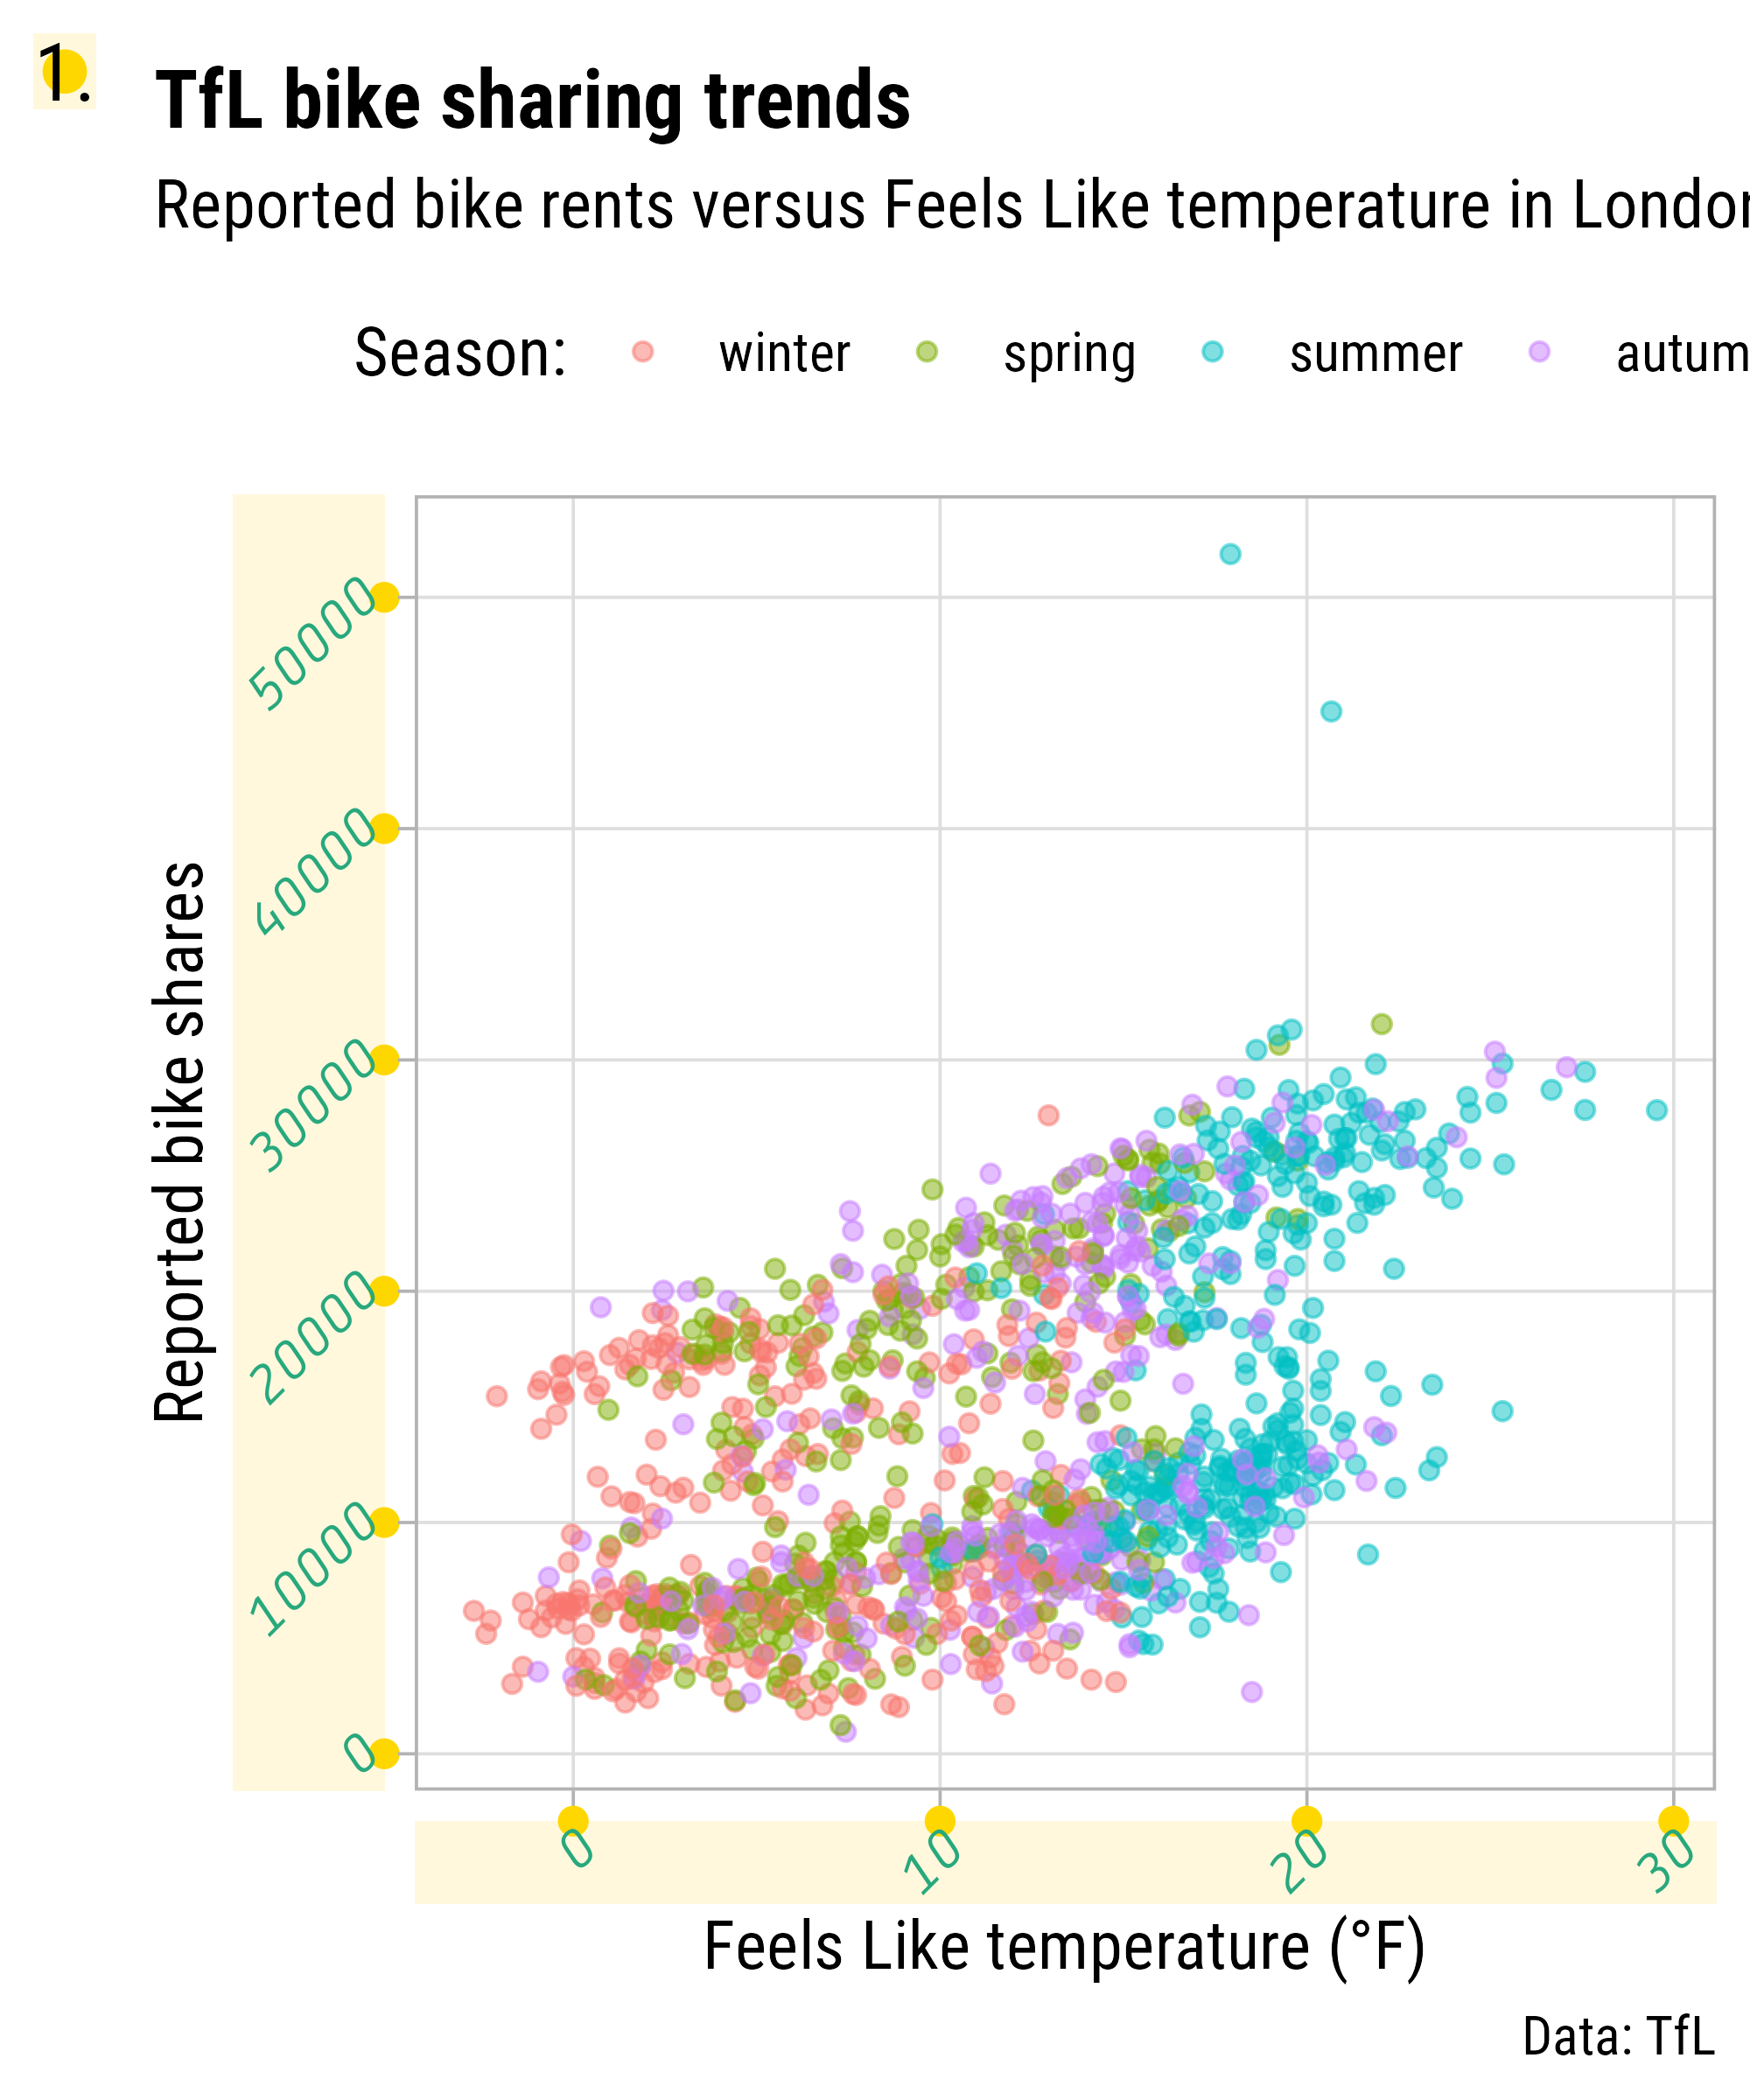 1.
TfL bike sharing trends
Reported bike rents versus Feels Like temperature in London
Season: winter spring summer autum
50000
40000
30000
20000
10000
0
Reported bike shares
0 10 20 30
Feels Like temperature (°F)
Data: TfL